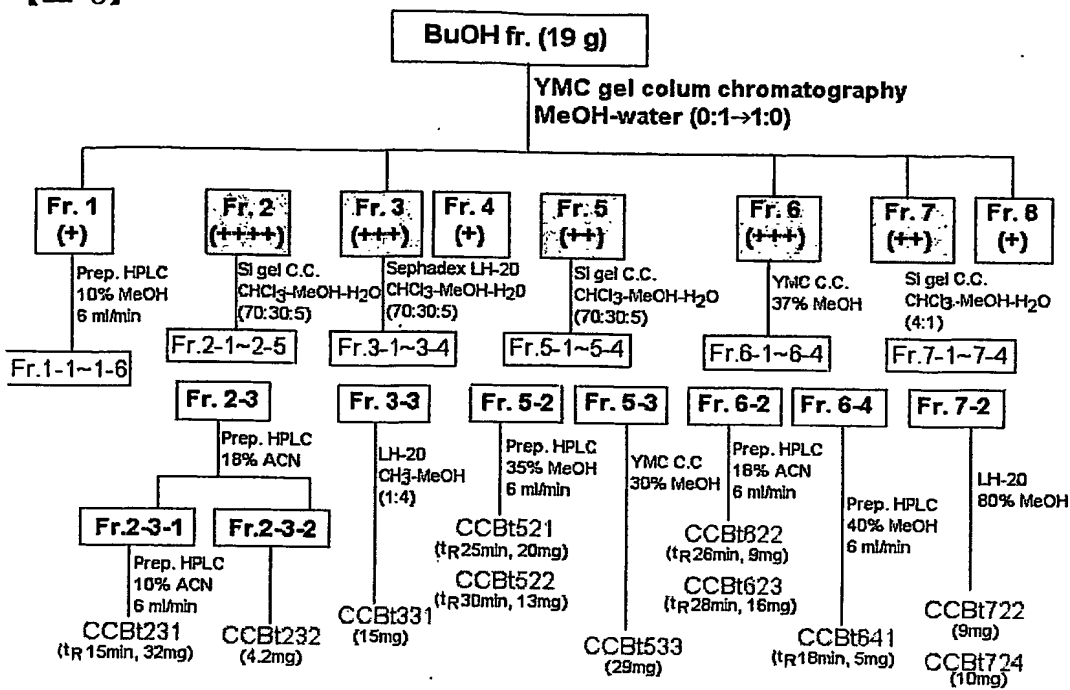 BuOH fr. (19 g)
YMC gel colum chromatography
MeOH-water (0:1→1:0)
Fr. 1
(+)
Fr. 2
(++++)
Fr. 3
(+++)
Fr. 4
(+)
Fr. 5
(++)
Fr. 6
(+++)
Fr. 7
(++)
Fr. 8
(+)
Prep. HPLC
10% MeOH
6 ml/min
Si gel C.C.
CHCl3-MeOH-H2O
(70:30:5)
Sephadex LH-20
CHCl3-MeOH-H2O
(70:30:5)
Si gel C.C.
CHCl3-MeOH-H2O
(70:30:5)
YMC C.C.
37% MeOH
Si gel C.C.
CHCl3-MeOH-H2O
(4:1)
Fr.1-1~1-6
Fr.2-1~2-5
Fr.3-1~3-4
Fr.5-1~5-4
Fr.6-1~6-4
Fr.7-1~7-4
Fr. 2-3
Fr. 3-3
Fr. 5-2
Fr. 5-3
Fr. 6-2
Fr. 6-4
Fr. 7-2
Prep. HPLC
18% ACN
LH-20
CH3-MeOH
(1:4)
Prep. HPLC
35% MeOH
6 ml/min
YMC C.C
30% MeOH
Prep. HPLC
18% ACN
6 ml/min
Prep. HPLC
40% MeOH
6 ml/min
LH-20
80% MeOH
Fr.2-3-1
Fr.2-3-2
Prep. HPLC
10% ACN
6 ml/min
CCBt231
(tR15min, 32mg)
CCBt232
(4.2mg)
CCBt331
(15mg)
CCBt521
(tR25min, 20mg)
CCBt522
(tR30min, 13mg)
CCBt533
(29mg)
CCBt622
(tR26min, 9mg)
CCBt623
(tR28min, 16mg)
CCBt641
(tR18min, 5mg)
CCBt722
(9mg)
CCBt724
(10mg)